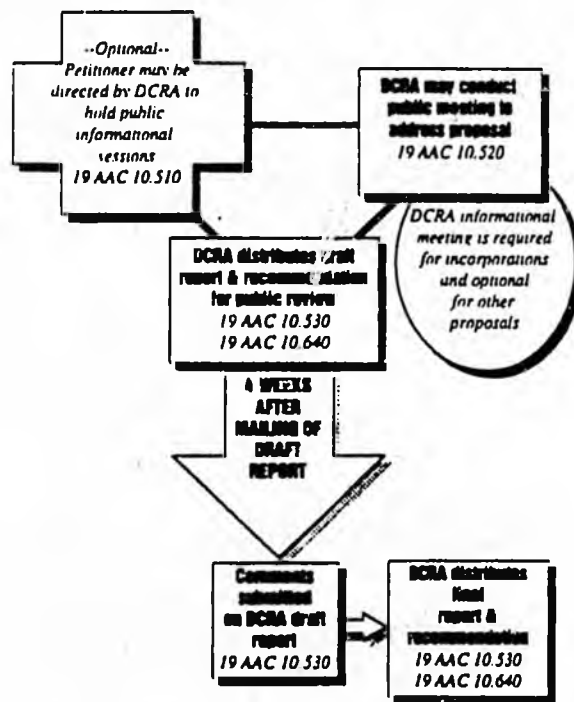 --Optional--
Petitioner may be
directed by DCRA to
hold public
informational
sessions
19 AAC 10.510
DCRA may conduct
public meeting to
address proposal
19 AAC 10.520
DCRA informational
meeting is required
for incorporations
and optional
for other
proposals
DCRA distributes draft
report & recommendation
for public review
19 AAC 10.530
19 AAC 10.640
4 WEEKS
AFTER
MAILING OF
DRAFT
REPORT
Comments
submitted
on DCRA draft
report
19 AAC 10.530
DCRA distributes
final
report &
recommendation
19 AAC 10.530
19 AAC 10.640